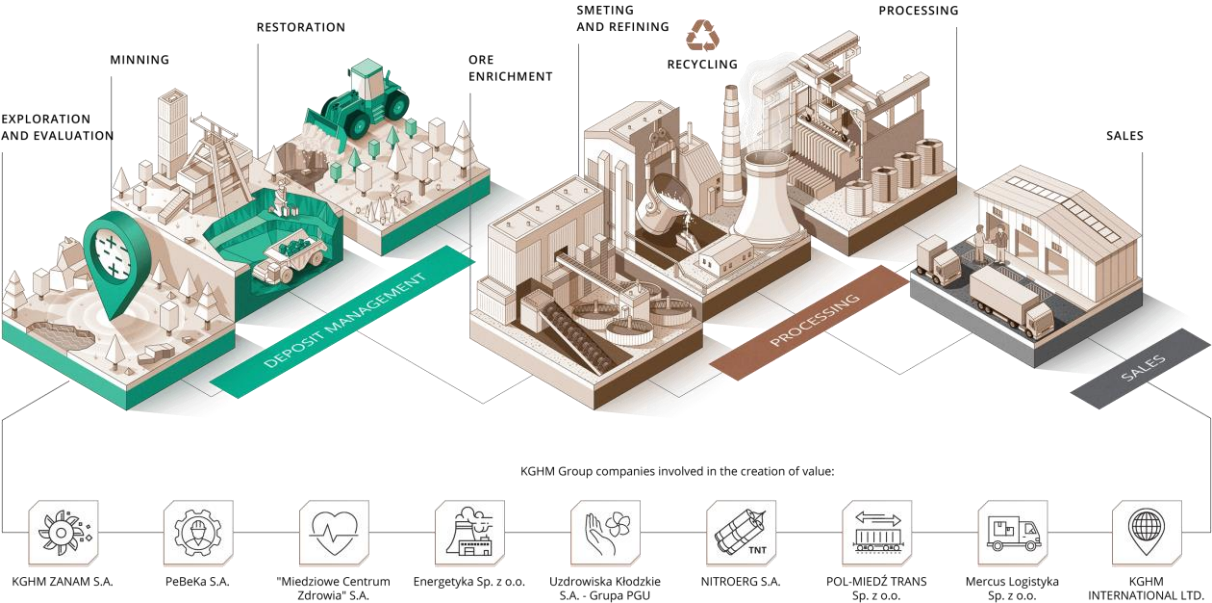 EXPLORATION
AND EVALUATION
MINNING
RESTORATION
ORE
ENRICHMENT
SMETING
AND REFINING
RECYCLING
PROCESSING
SALES
DEPOSIT MANAGEMENT
PROCESSING
SALES
KGHM Group companies involved in the creation of value:
TNT
KGHM ZANAM S.A.
PeBeKa S.A.
"Miedziowe Centrum
Zdrowia" S.A.
Energetyka Sp. z o.o.
Uzdrowiska Kłodzkie
S.A. - Grupa PGU
NITROERG S.A.
POL-MIEDŹ TRANS
Sp. z o.o.
Mercus Logistyka
Sp. z o.o.
KGHM
INTERNATIONAL LTD.